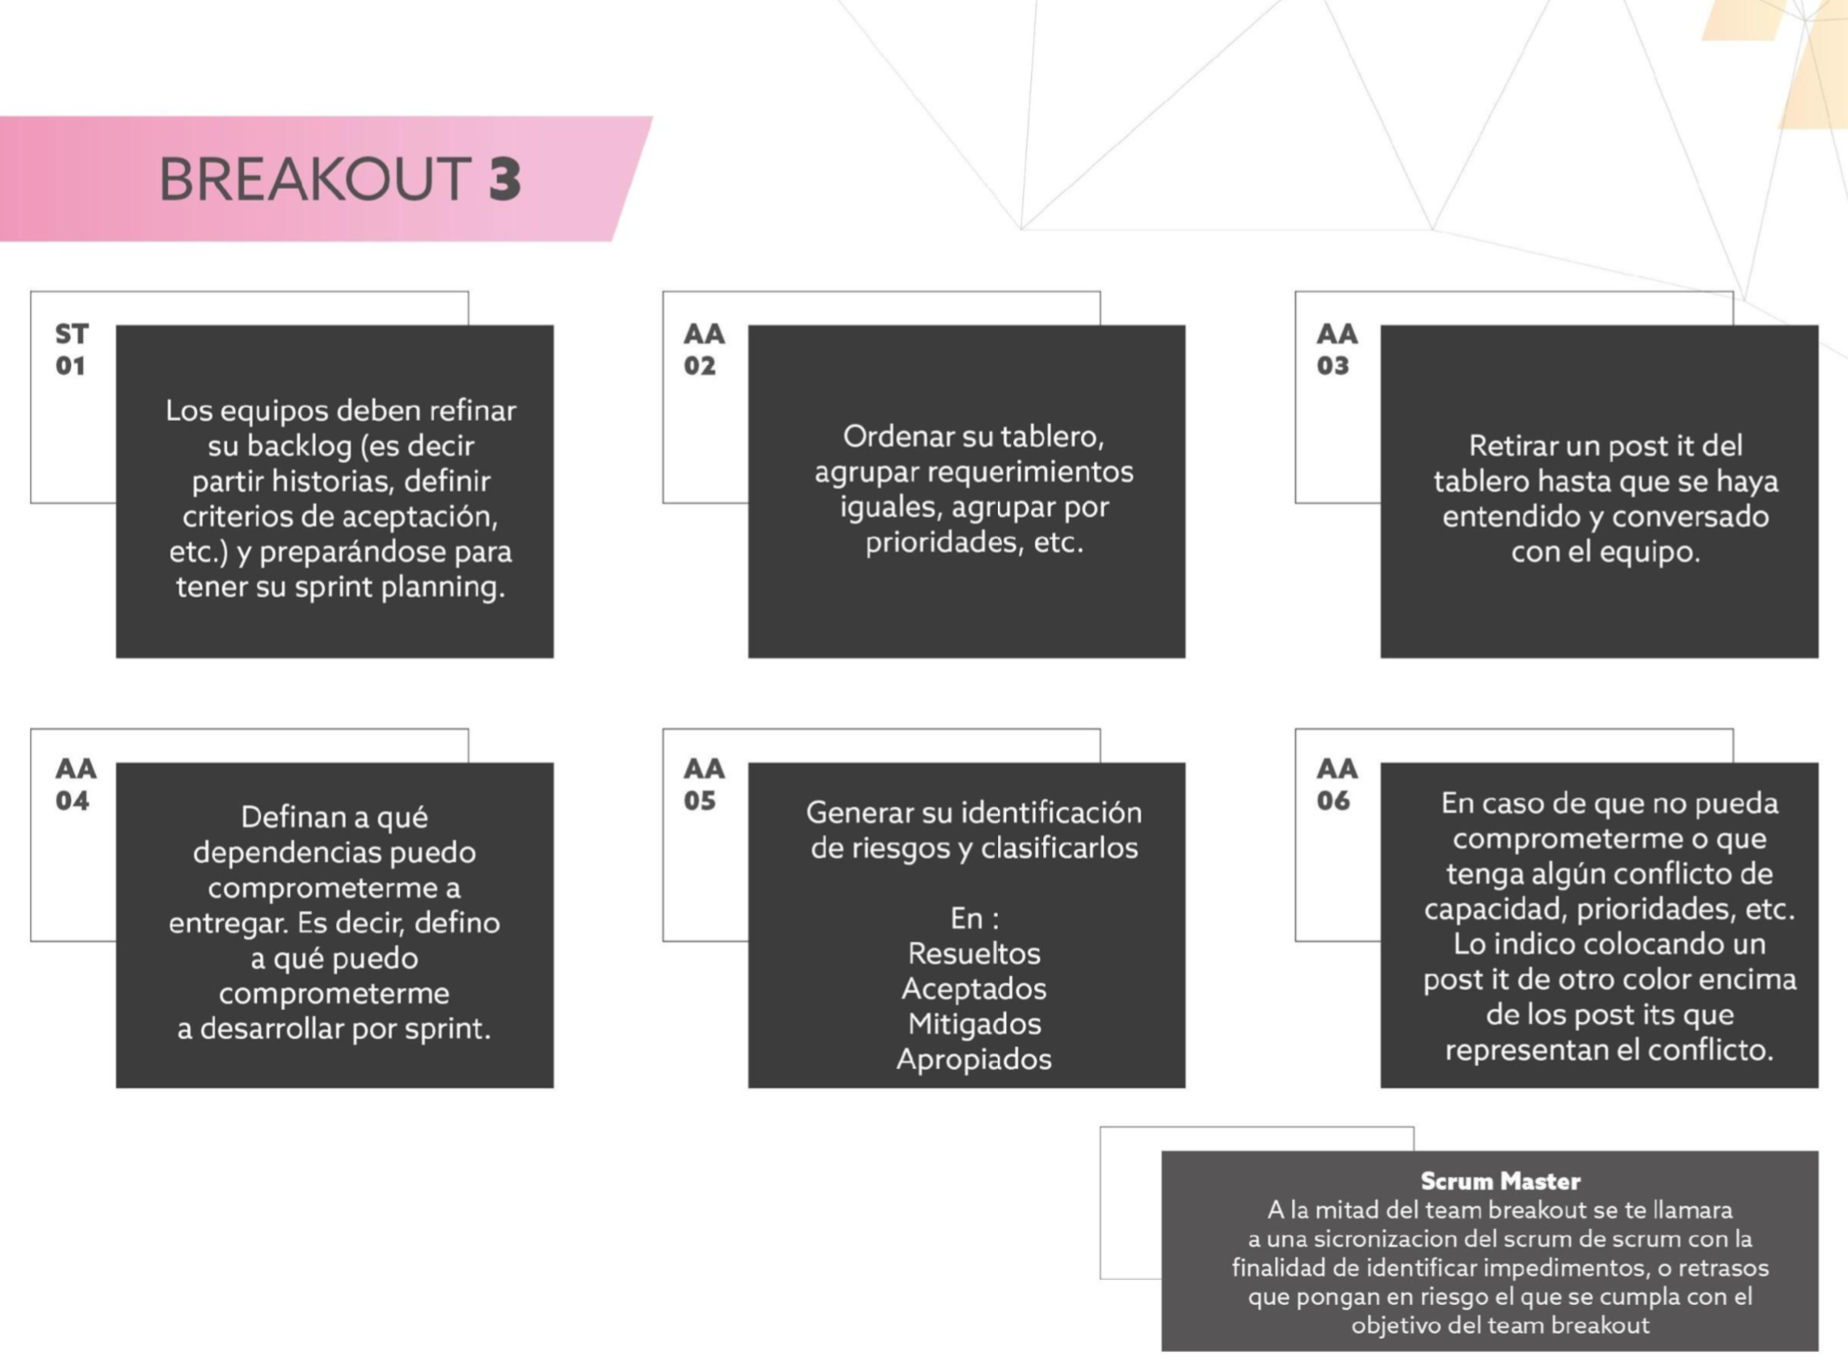 BREAKOUT 3
ST
01
Los equipos deben refinar
su backlog (es decir
partir historias, definir
criterios de aceptación,
etc.) y preparándose para
tener su sprint planning.
AA
02
Ordenar su tablero,
agrupar requerimientos
iguales, agrupar por
prioridades, etc.
AA
03
Retirar un post it del
tablero hasta que se haya
entendido y conversado
con el equipo.
AA
04
Definan a qué
dependencias puedo
comprometerme a
entregar. Es decir, defino
a qué puedo
comprometerme
a desarrollar por sprint.
AA
05
Generar su identificación
de riesgos y clasificarlos
En :
Resueltos
Aceptados
Mitigados
Apropiados
AA
06
En caso de que no pueda
comprometerme o que
tenga algún conflicto de
capacidad, prioridades, etc.
Lo indico colocando un
post it de otro color encima
de los post its que
representan el conflicto.
Scrum Master
A la mitad del team breakout se te llamara
a una sicronizacion del scrum de scrum con la
finalidad de identificar impedimentos, o retrasos
que pongan en riesgo el que se cumpla con el
objetivo del team breakout